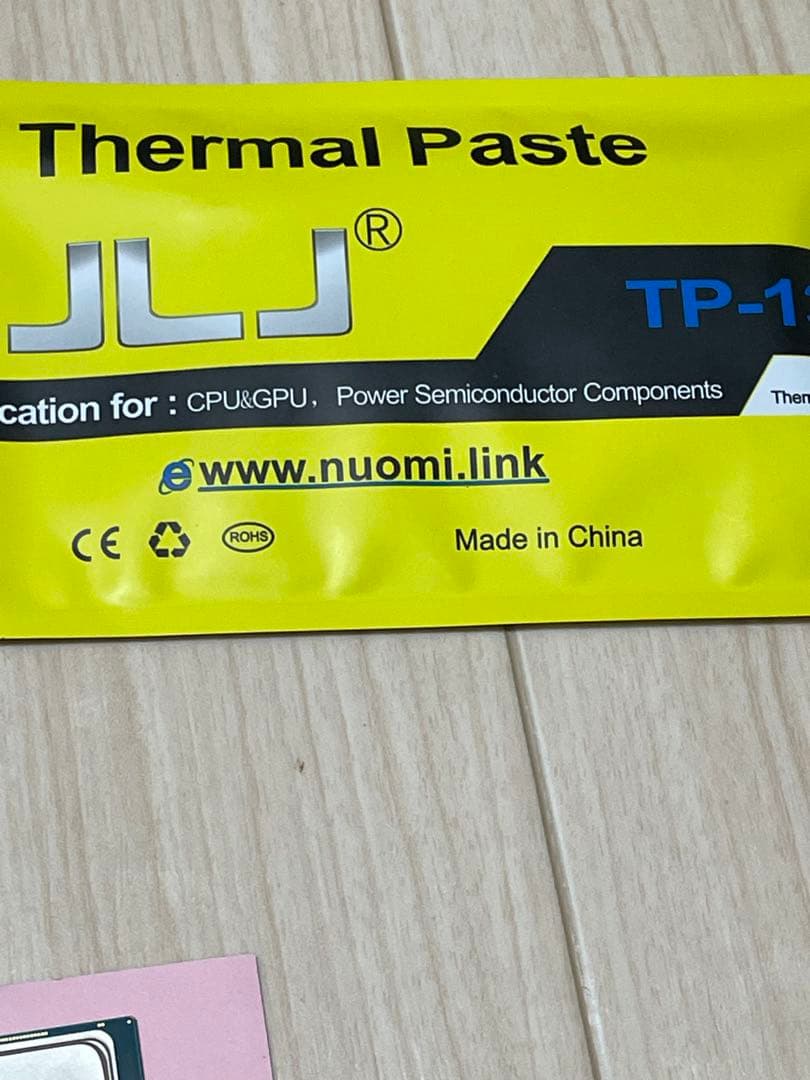 Thermal Paste
JLJ®
TP-1
cation for : CPU&GPU, Power Semiconductor Components
e www.nuomi.link
CE ROHS Made in China